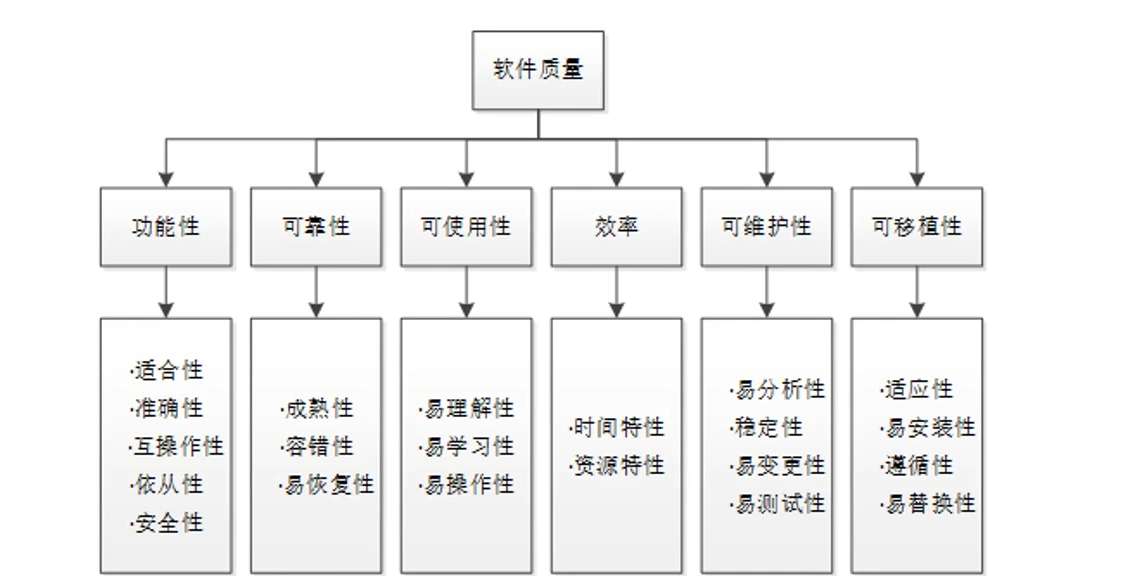 软件质量
功能性
可靠性
可使用性
效率
可维护性
可移植性
·适合性
·准确性
·互操作性
·依从性
·安全性
·成熟性
·容错性
·易恢复性
·易理解性
·易学习性
·易操作性
·时间特性
·资源特性
·易分析性
·稳定性
·易变更性
·易测试性
·适应性
·易安装性
·遵循性
·易替换性